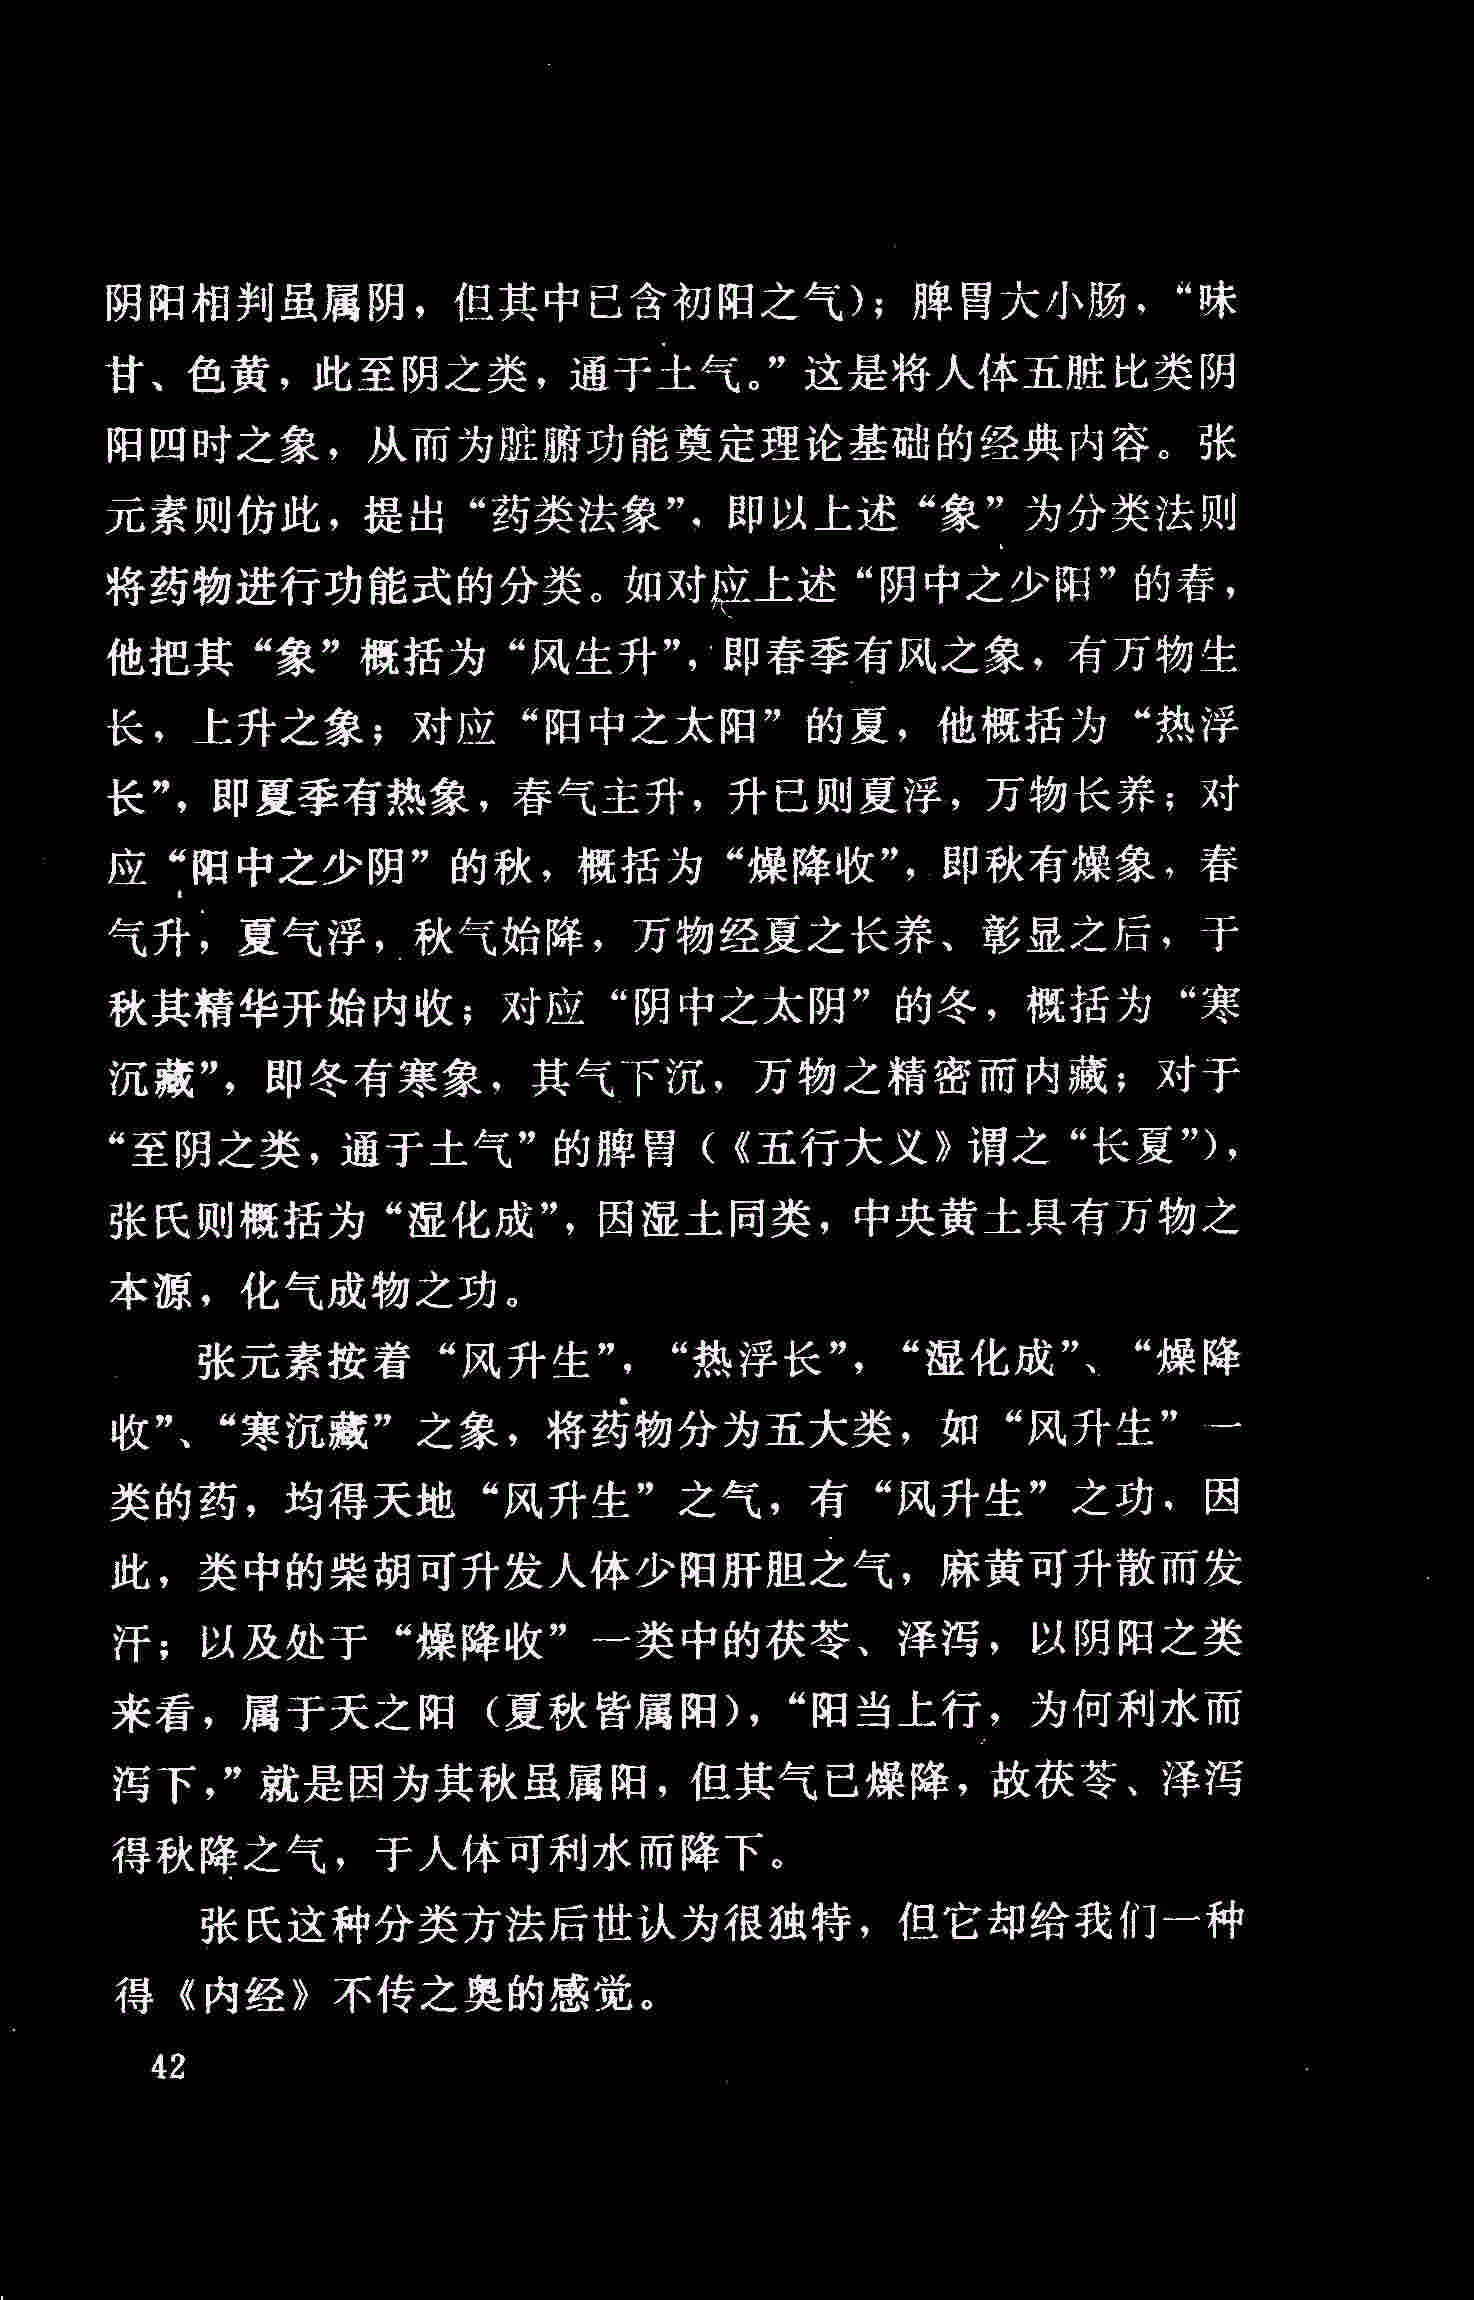 阴阳相判虽属阴，但其中已含初阳之气）；脾胃大小肠，“味
甘、色黄，此至阴之类，通于土气。”这是将人体五脏比类阴
阳四时之象，从而为脏腑功能奠定理论基础的经典内容。张
元素则仿此，提出“药类法象”，即以上述“象”为分类法则
将药物进行功能式的分类。如对应上述“阴中之少阳”的春，
他把其“象”概括为“风生升”，即春季有风之象，有万物生
长，上升之象；对应“阳中之太阳”的夏，他概括为“热浮
长”，即夏季有热象，春气主升，升已则夏浮，万物长养；对
应“阳中之少阴”的秋，概括为“燥降收”，即秋有燥象，春
气升，夏气浮，秋气始降，万物经夏之长养、彰显之后，于
秋其精华开始内收；对应“阴中之太阴”的冬，概括为“寒
沉藏”，即冬有寒象，其气下沉，万物之精密而内藏；对于
“至阴之类，通于土气”的脾胃（《五行大义》谓之“长夏”），
张氏则概括为“湿化成”，因湿土同类，中央黄土具有万物之
本源，化气成物之功。
张元素按着“风升生”，“热浮长”，“湿化成”、“燥降
收”、“寒沉藏”之象，将药物分为五大类，如“风升生”一
类的药，均得天地“风升生”之气，有“风升生”之功，因
此，类中的柴胡可升发人体少阳肝胆之气，麻黄可升散而发
汗；以及处于“燥降收”一类中的茯苓、泽泻，以阴阳之类
来看，属于天之阳（夏秋皆属阳），“阳当上行，为何利水而
泻下，”就是因为其秋虽属阳，但其气已燥降，故茯苓、泽泻
得秋降之气，于人体可利水而降下。
张氏这种分类方法后世认为很独特，但它却给我们一种
得《内经》不传之奥的感觉。
42